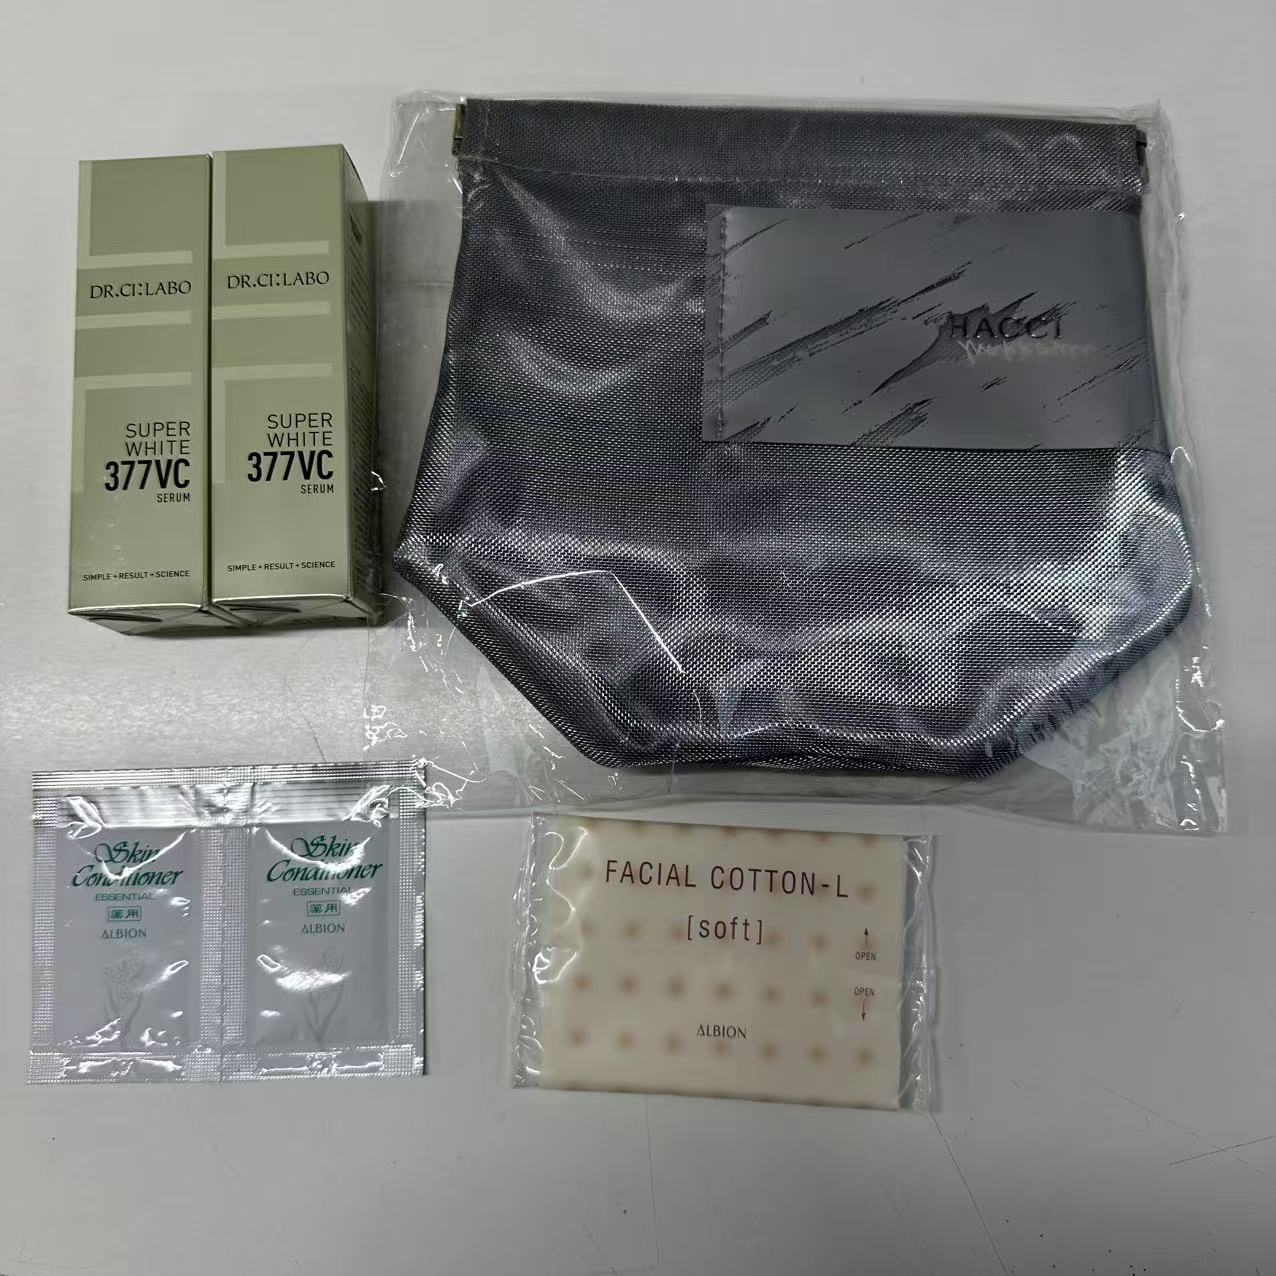 DR.CI:LABO
SUPER
WHITE
377VC
SERUM
SIMPLE+RESULT+SCIENCE
DR.CI:LABO
SUPER
WHITE
377VC
SERUM
SIMPLE+RESULT+SCIENCE
HACCI
Skin
Conditioner
ESSENTIAL
薬用
ALBION
Skin
Conditioner
ESSENTIAL
薬用
ALBION
FACIAL COTTON-L
[soft]
OPEN
OPEN
ALBION